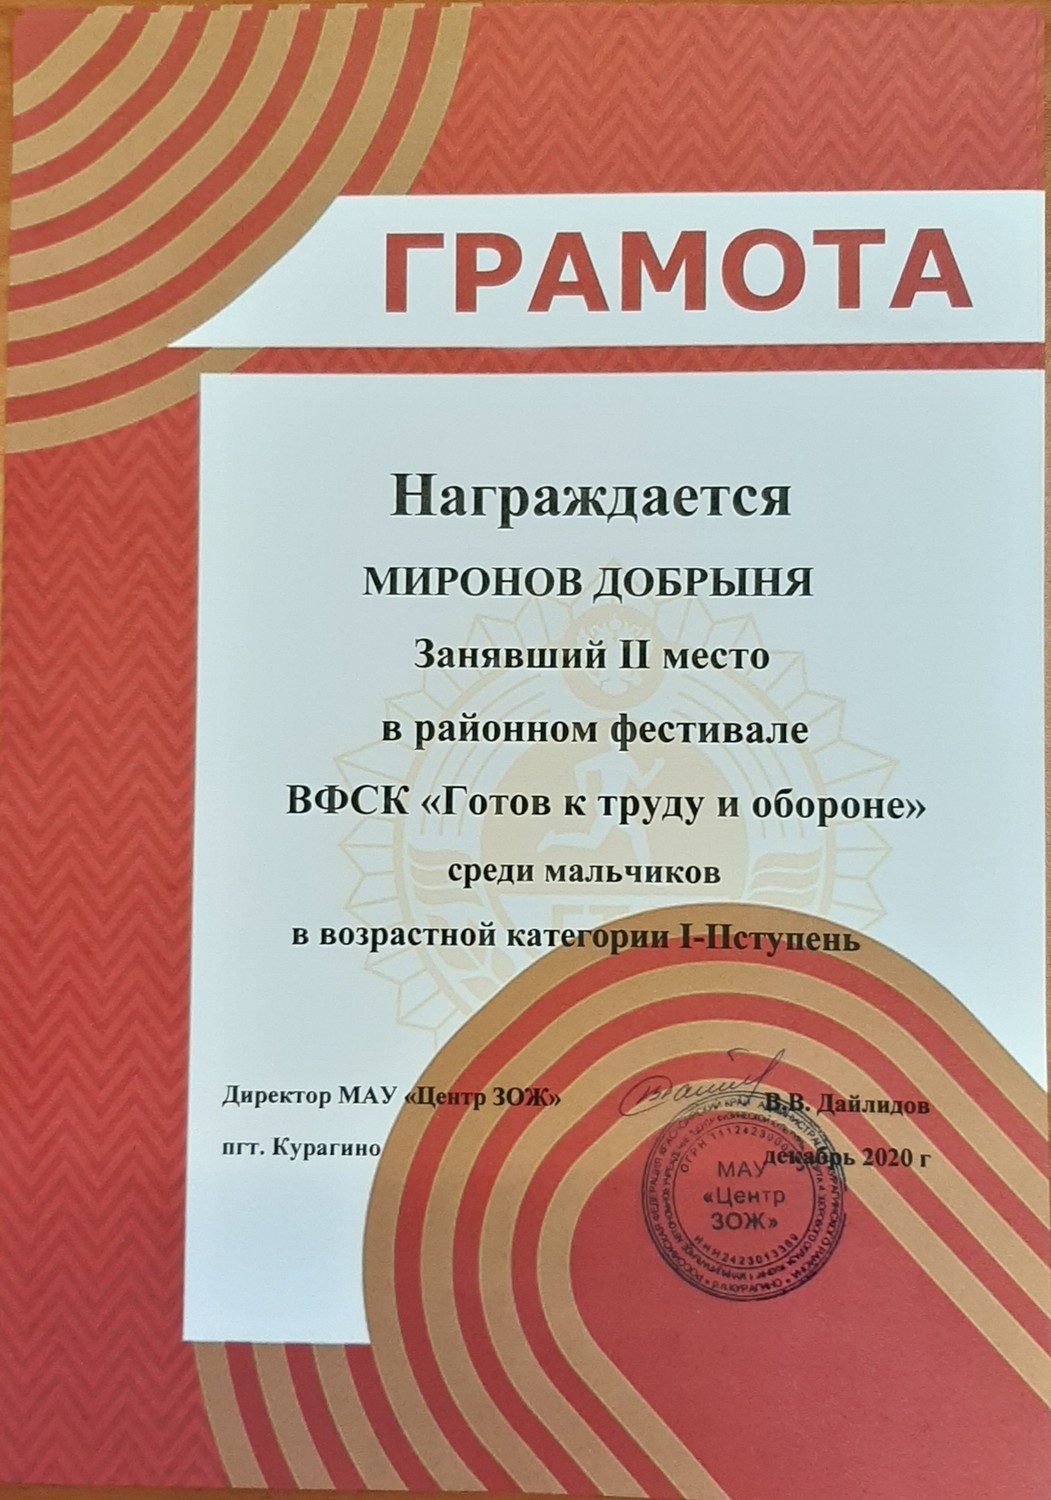 ГРАМОТА
Награждается
МИРОНОВ ДОБРЫНЯ
Занявший II место
в районном фестивале
ВФСК «Готов к труду и обороне»
среди мальчиков
в возрастной категории I-IIступень
Директор МАУ «Центр ЗОЖ»
В.В. Дайлидов
пгт. Курагино
декабрь 2020 г
МАУ
«Центр
ЗОЖ»
ИНН2423013389